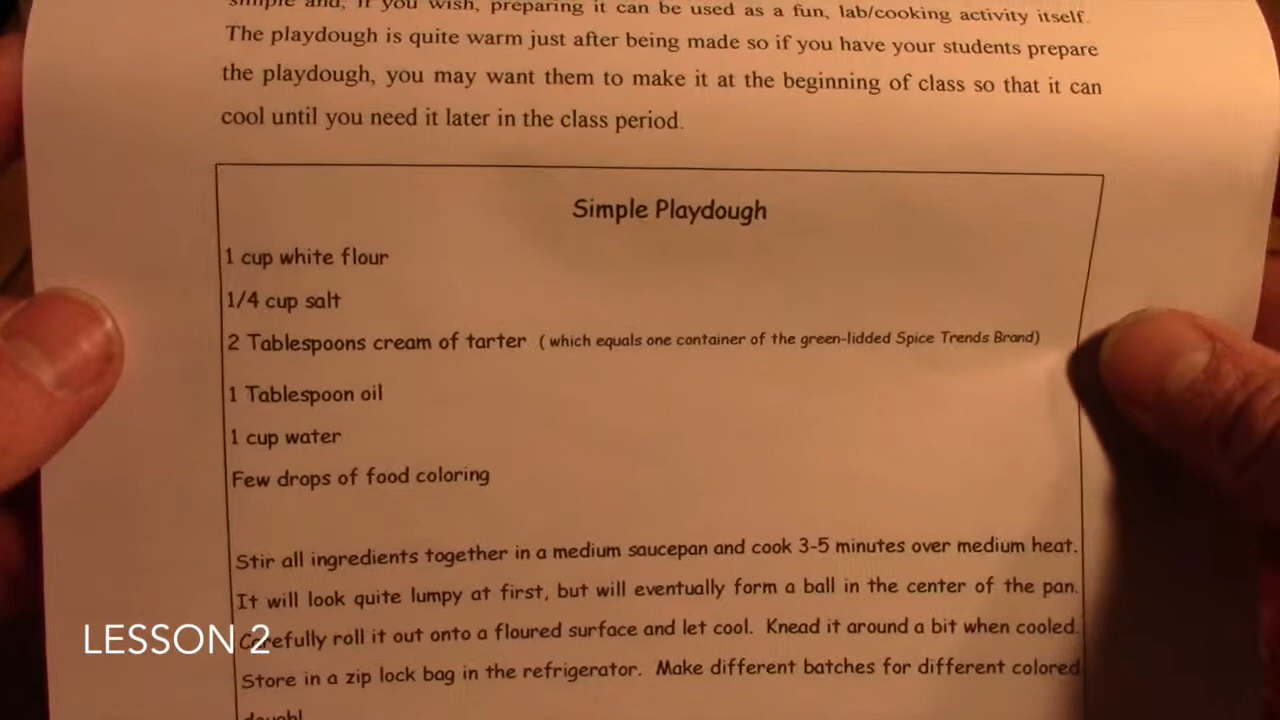 simple and, if you wish, preparing it can be used as a fun, lab/cooking activity itself.
The playdough is quite warm just after being made so if you have your students prepare
the playdough, you may want them to make it at the beginning of class so that it can
cool until you need it later in the class period.
Simple Playdough
1 cup white flour
1/4 cup salt
2 Tablespoons cream of tarter ( which equals one container of the green-lidded Spice Trends Brand)
1 Tablespoon oil
1 cup water
Few drops of food coloring
Stir all ingredients together in a medium saucepan and cook 3-5 minutes over medium heat.
It will look quite lumpy at first, but will eventually form a ball in the center of the pan.
Carefully roll it out onto a floured surface and let cool. Knead it around a bit when cooled.
LESSON 2
Store in a zip lock bag in the refrigerator. Make different batches for different colored
dough!